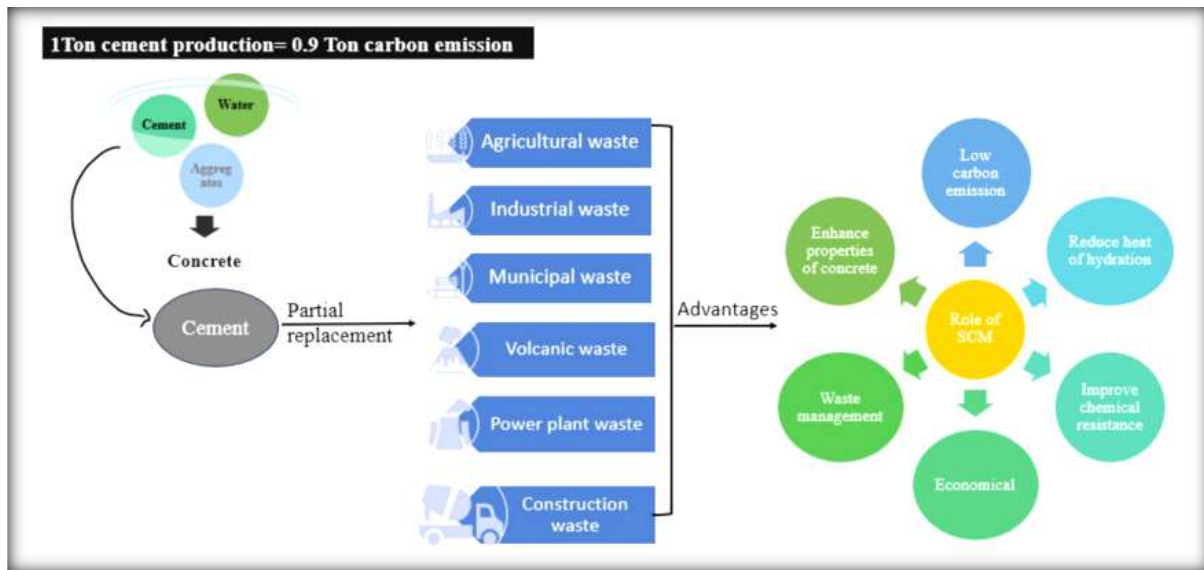 1Ton cement production= 0.9 Ton carbon emission
Water
Cement
Aggreg
ates
Concrete
Cement
Partial
replacement
Agricultural waste
Industrial waste
Municipal waste
Volcanic waste
Power plant waste
Construction
waste
Advantages
Low
carbon
emission
Enhance
properties
of concrete
Reduce heat
of hydration
Role of
SCM
Waste
management
Improve
chemical
resistance
Economical